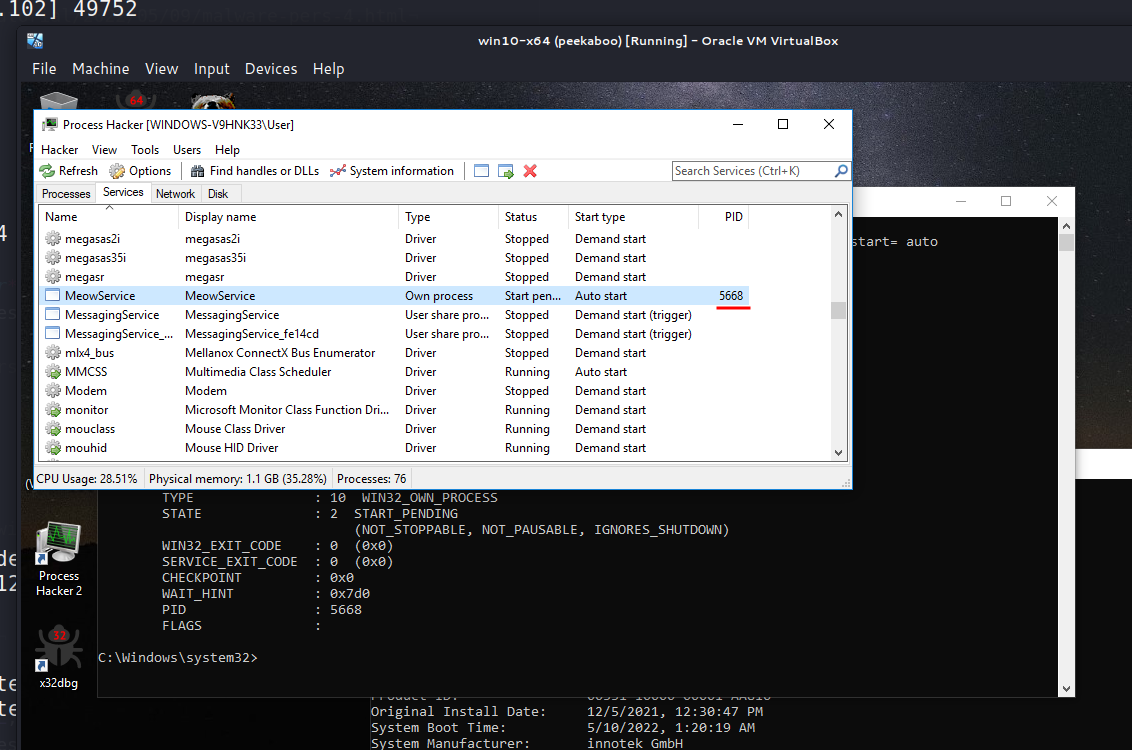 .102] 49752
win10-x64 (peekaboo) [Running] - Oracle VM VirtualBox
File Machine View Input Devices Help
64
Process Hacker [WINDOWS-V9HNK33\User]
Hacker View Tools Users Help
Refresh Options Find handles or DLLs System information Search Services (Ctrl+K)
Processes Services Network Disk
Name Display name Type Status Start type PID
megasas2i megasas2i Driver Stopped Demand start
megasas35i megasas35i Driver Stopped Demand start
megasr megasr Driver Stopped Demand start
MeowService MeowService Own process Start pen... Auto start 5668
MessagingService MessagingService User share pro... Stopped Demand start (trigger)
MessagingService_... MessagingService_fe14cd User share pro... Stopped Demand start (trigger)
mlx4_bus Mellanox ConnectX Bus Enumerator Driver Stopped Demand start
MMCSS Multimedia Class Scheduler Driver Running Auto start
Modem Modem Driver Stopped Demand start
monitor Microsoft Monitor Class Function Dri... Driver Running Demand start
mouclass Mouse Class Driver Driver Running Demand start
mouhid Mouse HID Driver Driver Running Demand start
CPU Usage: 28.51% Physical memory: 1.1 GB (35.28%) Processes: 76
start= auto
TYPE : 10 WIN32_OWN_PROCESS
STATE : 2 START_PENDING
(NOT_STOPPABLE, NOT_PAUSABLE, IGNORES_SHUTDOWN)
WIN32_EXIT_CODE : 0 (0x0)
SERVICE_EXIT_CODE : 0 (0x0)
CHECKPOINT : 0x0
WAIT_HINT : 0x7d0
PID : 5668
FLAGS :
C:\Windows\system32>
Process
Hacker 2
32
x32dbg
Original Install Date: 12/5/2021, 12:30:47 PM
System Boot Time: 5/10/2022, 1:20:19 AM
System Manufacturer: innotek GmbH